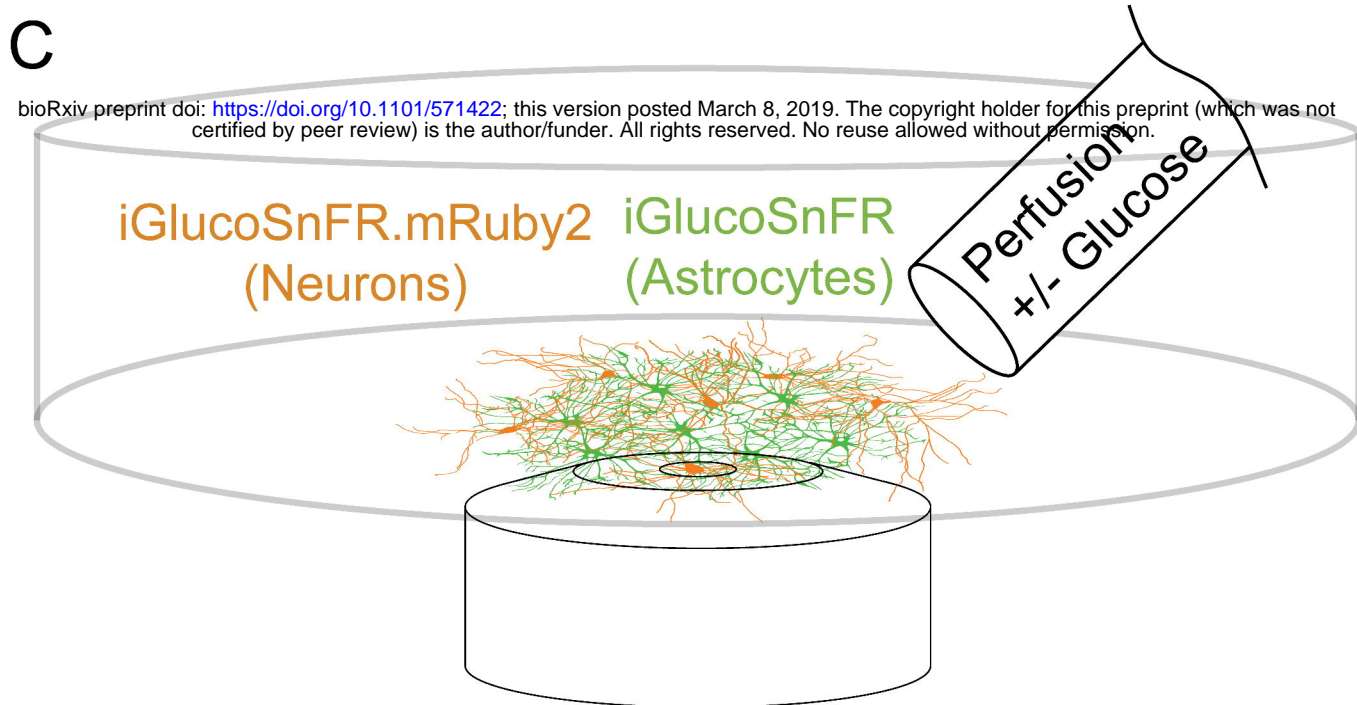 C
bioRxiv preprint doi: https://doi.org/10.1101/571422; this version posted March 8, 2019. The copyright holder for this preprint (which was not
certified by peer review) is the author/funder. All rights reserved. No reuse allowed without permission.
iGlucoSnFR.mRuby2
(Neurons)
iGlucoSnFR
(Astrocytes)
Perfusion
+/- Glucose